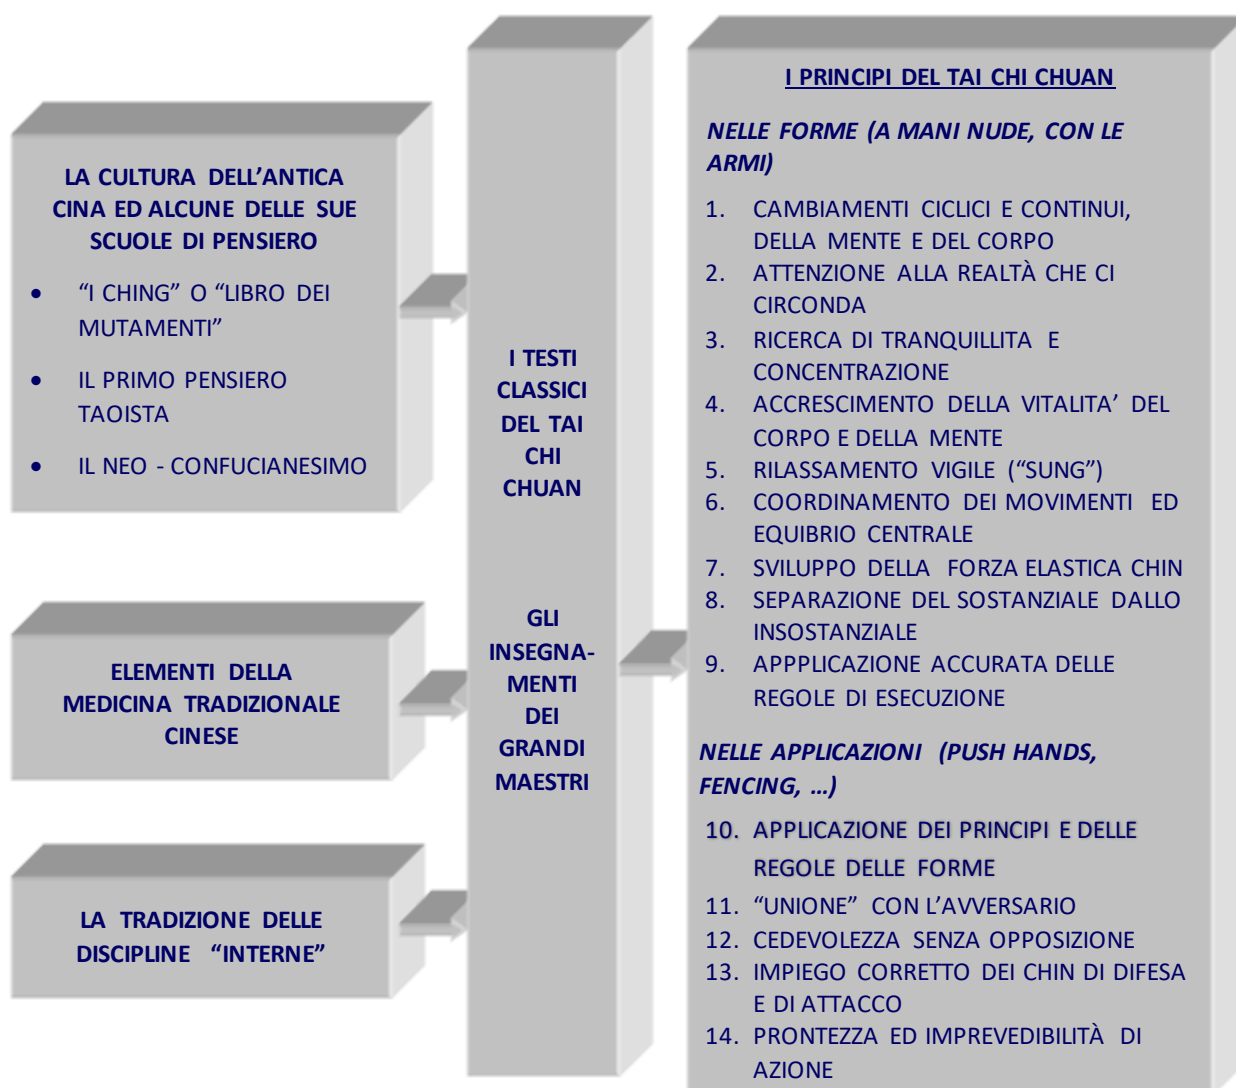 LA CULTURA DELL’ANTICA
CINA ED ALCUNE DELLE SUE
SCUOLE DI PENSIERO
• “I CHING” O “LIBRO DEI
MUTAMENTI”
• IL PRIMO PENSIERO
TAOISTA
• IL NEO - CONFUCIANESIMO
ELEMENTI DELLA
MEDICINA TRADIZIONALE
CINESE
LA TRADIZIONE DELLE
DISCIPLINE “INTERNE”
I TESTI
CLASSICI
DEL TAI
CHI
CHUAN
GLI
INSEGNA-
MENTI
DEI
GRANDI
MAESTRI
I PRINCIPI DEL TAI CHI CHUAN
NELLE FORME (A MANI NUDE, CON LE
ARMI)
1. CAMBIAMENTI CICLICI E CONTINUI,
DELLA MENTE E DEL CORPO
2. ATTENZIONE ALLA REALTÀ CHE CI
CIRCONDA
3. RICERCA DI TRANQUILLITA E
CONCENTRAZIONE
4. ACCRESCIMENTO DELLA VITALITA’ DEL
CORPO E DELLA MENTE
5. RILASSAMENTO VIGILE (“SUNG”)
6. COORDINAMENTO DEI MOVIMENTI ED
EQUIBRIO CENTRALE
7. SVILUPPO DELLA FORZA ELASTICA CHIN
8. SEPARAZIONE DEL SOSTANZIALE DALLO
INSOSTANZIALE
9. APPPLICAZIONE ACCURATA DELLE
REGOLE DI ESECUZIONE
NELLE APPLICAZIONI (PUSH HANDS,
FENCING, …)
10. APPLICAZIONE DEI PRINCIPI E DELLE
REGOLE DELLE FORME
11. “UNIONE” CON L’AVVERSARIO
12. CEDEVOLEZZA SENZA OPPOSIZIONE
13. IMPIEGO CORRETTO DEI CHIN DI DIFESA
E DI ATTACCO
14. PRONTEZZA ED IMPREVEDIBILITÀ DI
AZIONE